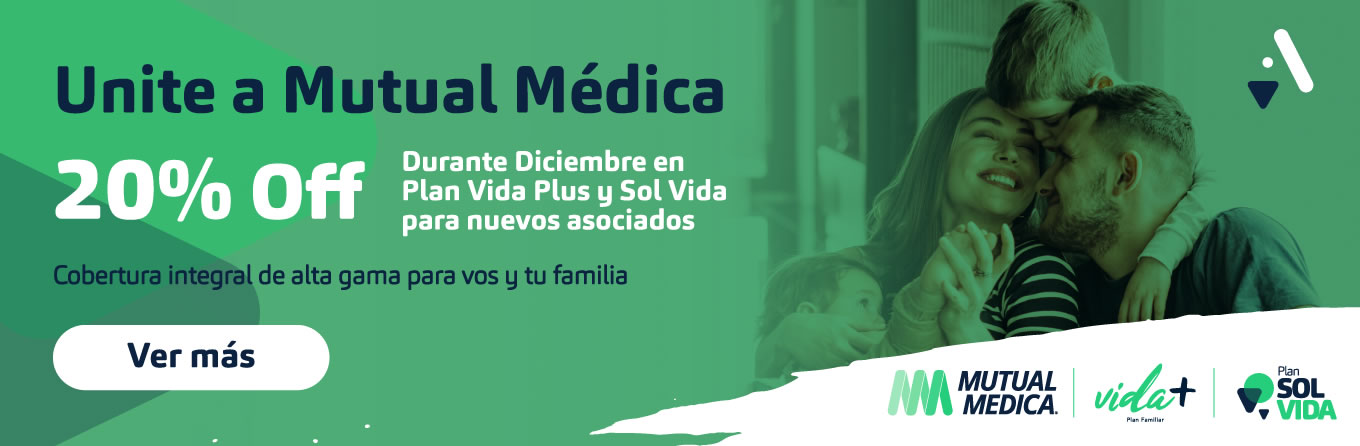 Unite a Mutual Médica
20% Off
Durante Diciembre en
Plan Vida Plus y Sol Vida
para nuevos asociados
Cobertura integral de alta gama para vos y tu familia
Ver más
MUTUAL
MEDICA
vida+
Plan Familiar
Plan
SOL
VIDA